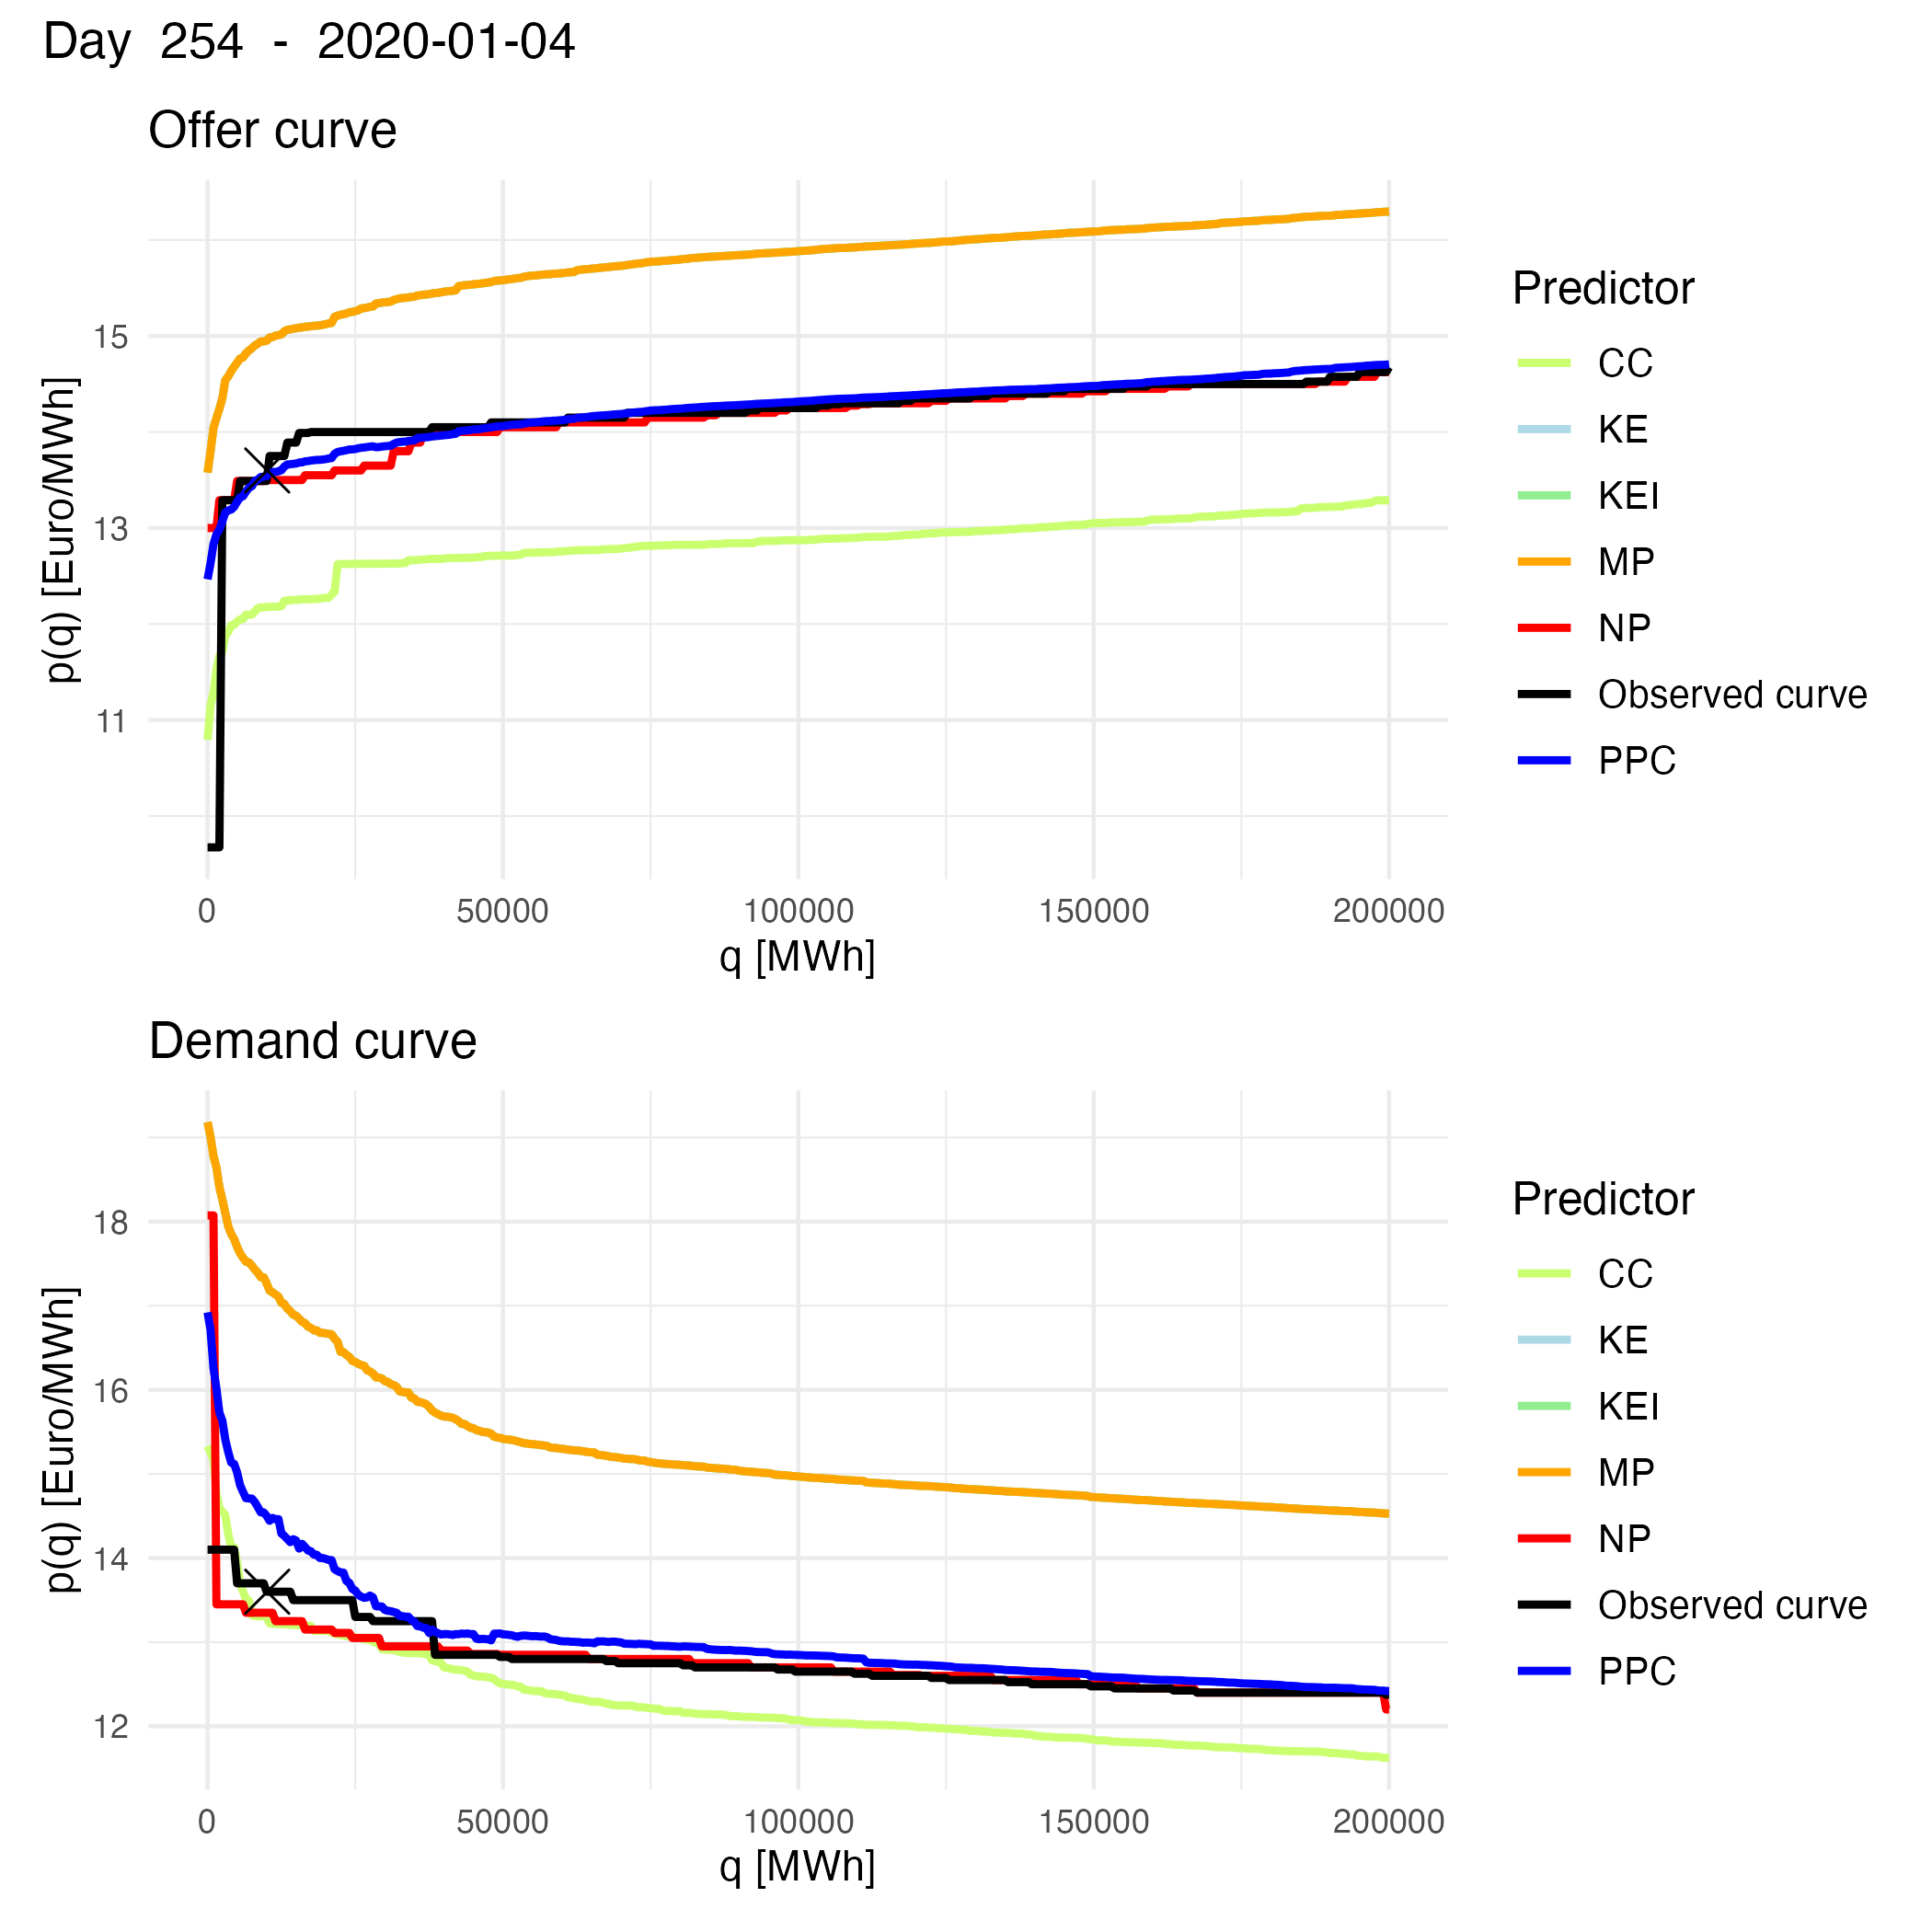 Day 254 - 2020-01-04
Offer curve
p(q) [Euro/MWh]
15
13
11
0 50000 100000 150000 200000
q [MWh]
Predictor
CC
KE
KEI
MP
NP
Observed curve
PPC
Demand curve
p(q) [Euro/MWh]
18
16
14
12
0 50000 100000 150000 200000
q [MWh]
Predictor
CC
KE
KEI
MP
NP
Observed curve
PPC